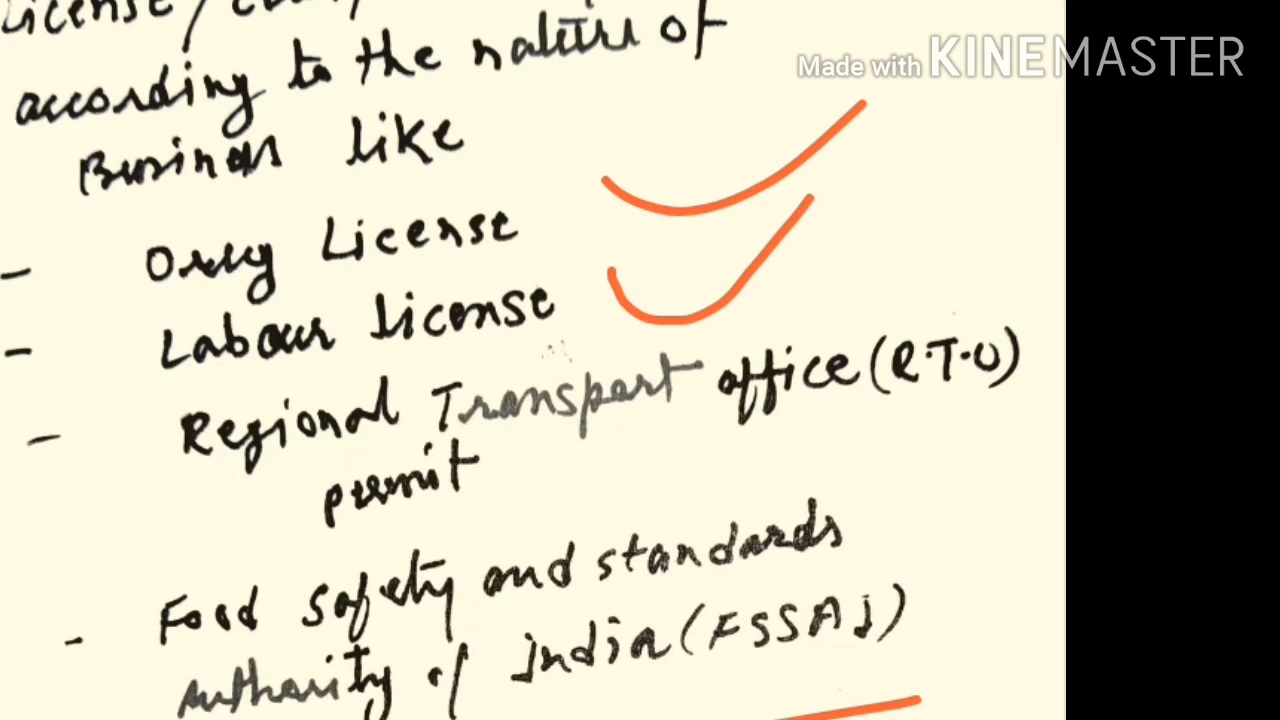 License/
according to the nature of
Made with KINEMASTER
Business like
- Drug License
- Labour license
- Regional Transport office (R.T.O)
permit
- Food safety and standards
Authority of india (FSSAI)